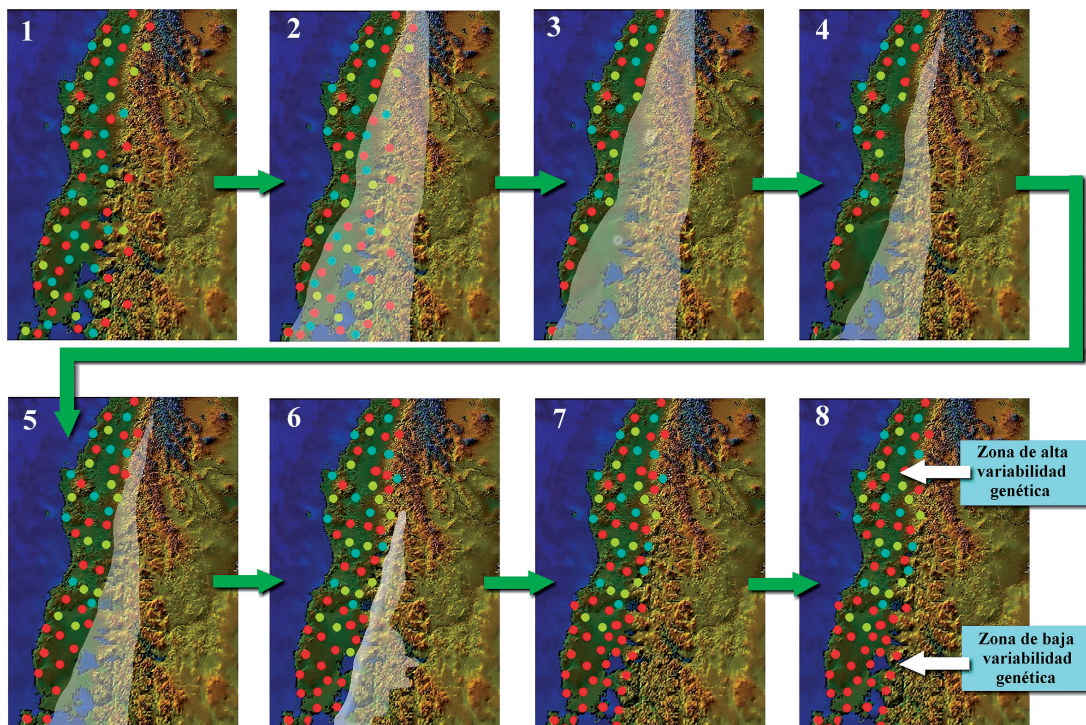 1
2
3
4
5
6
7
8
Zona de alta
variabilidad
genética
Zona de baja
variabilidad
genética